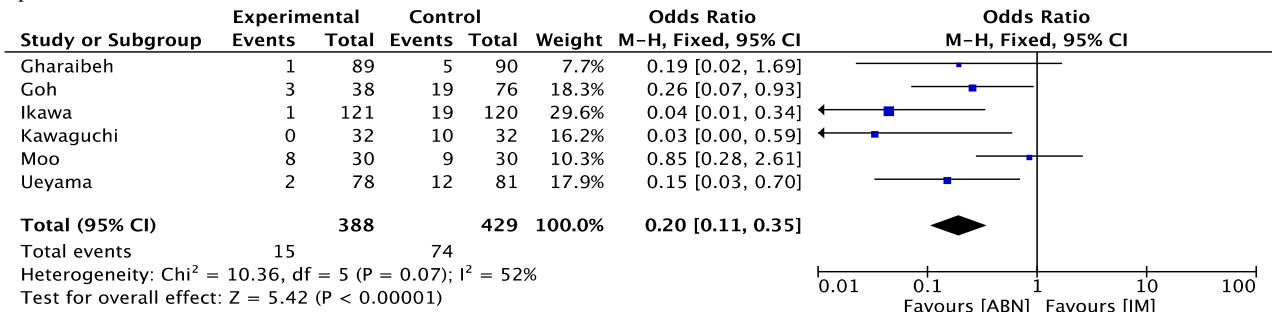 Experimental Control Odds Ratio Odds Ratio
Study or Subgroup Events Total Events Total Weight M-H, Fixed, 95% CI M-H, Fixed, 95% CI
Gharaibeh 1 89 5 90 7.7% 0.19 [0.02, 1.69]
Goh 3 38 19 76 18.3% 0.26 [0.07, 0.93]
Ikawa 1 121 19 120 29.6% 0.04 [0.01, 0.34]
Kawaguchi 0 32 10 32 16.2% 0.03 [0.00, 0.59]
Moo 8 30 9 30 10.3% 0.85 [0.28, 2.61]
Ueyama 2 78 12 81 17.9% 0.15 [0.03, 0.70]
Total (95% CI) 388 429 100.0% 0.20 [0.11, 0.35]
Total events 15 74
Heterogeneity: Chi² = 10.36, df = 5 (P = 0.07); I² = 52%
Test for overall effect: Z = 5.42 (P < 0.00001)
0.01 0.1 1 10 100
Favours [ABN] Favours [IM]